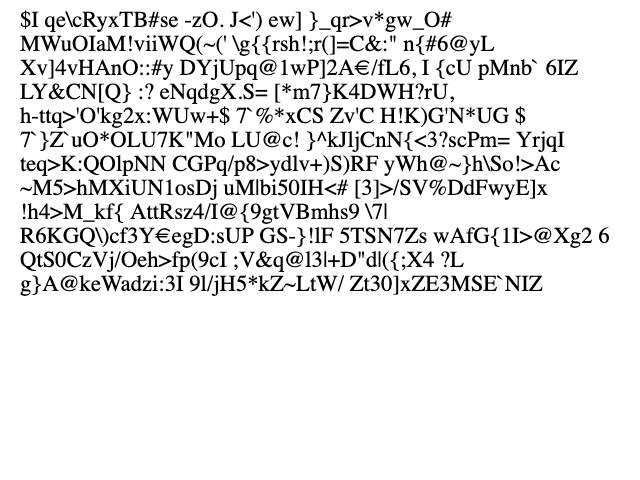 $I qe\cRyxTB#se -zO. J<') ew] }_qr>v*gw_O#
MWuOIaM!viiWQ(~(' \g{{rsh!;r(]=C&:" n{#6@yL
Xv]4vHAnO::#y DYjUpq@1wP]2A€/fL6, I {cU pMnb` 6IZ
LY&CN[Q} :? eNqdgX.S= [*m7}K4DWH?rU,
h-ttq>'O'kg2x:WUw+$ 7`%*xCS Zv'C H!K)G'N*UG $
7`}Z`uO*OLU7K"Mo LU@c! }^kJljCnN{<3?scPm= YrjqI
teq>K:QOlpNN CGPq/p8>ydlv+)S)RF yWh@~}h\So!>Ac
~M5>hMXiUN1osDj uM|bi50IH<# [3]>/SV%DdFwyE]x
!h4>M_kf{ AttRsz4/I@{9gtVBmhs9 \7|
R6KGQ\)cf3Y€egD:sUP GS-}!lF 5TSN7Zs wAfG{1I>@Xg2 6
QtS0CzVj/Oeh>fp(9cI ;V&q@l3l+D"d|({;X4 ?L
g}A@keWadzi:3I 9l/jH5*kZ~LtW/ Zt30]xZE3MSE`NIZ